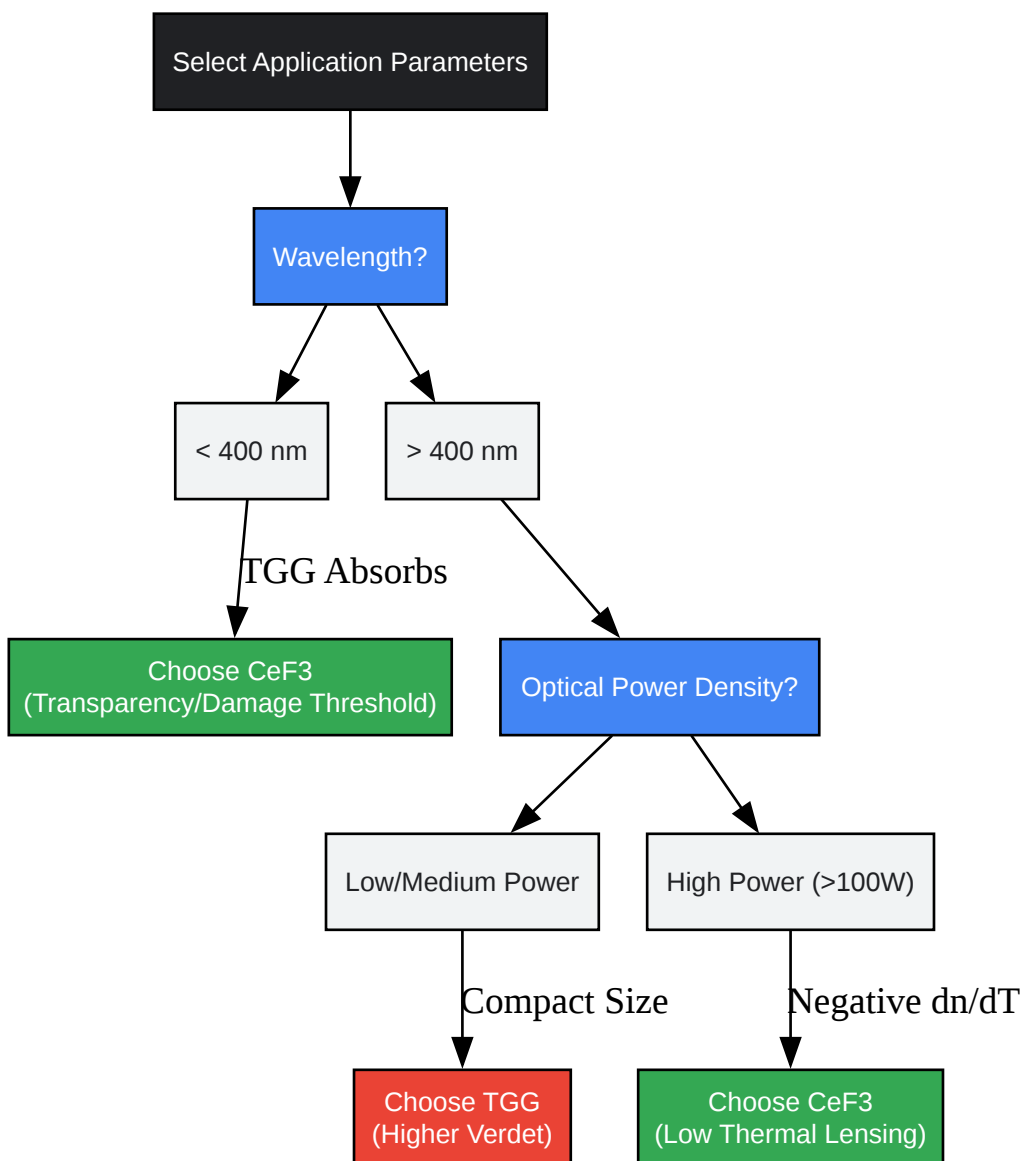 Select Application Parameters
Wavelength?
< 400 nm
> 400 nm
TGG Absorbs
Choose CeF3
(Transparency/Damage Threshold)
Optical Power Density?
Low/Medium Power
High Power (>100W)
Compact Size
Negative dn/dT
Choose TGG
(Higher Verdet)
Choose CeF3
(Low Thermal Lensing)